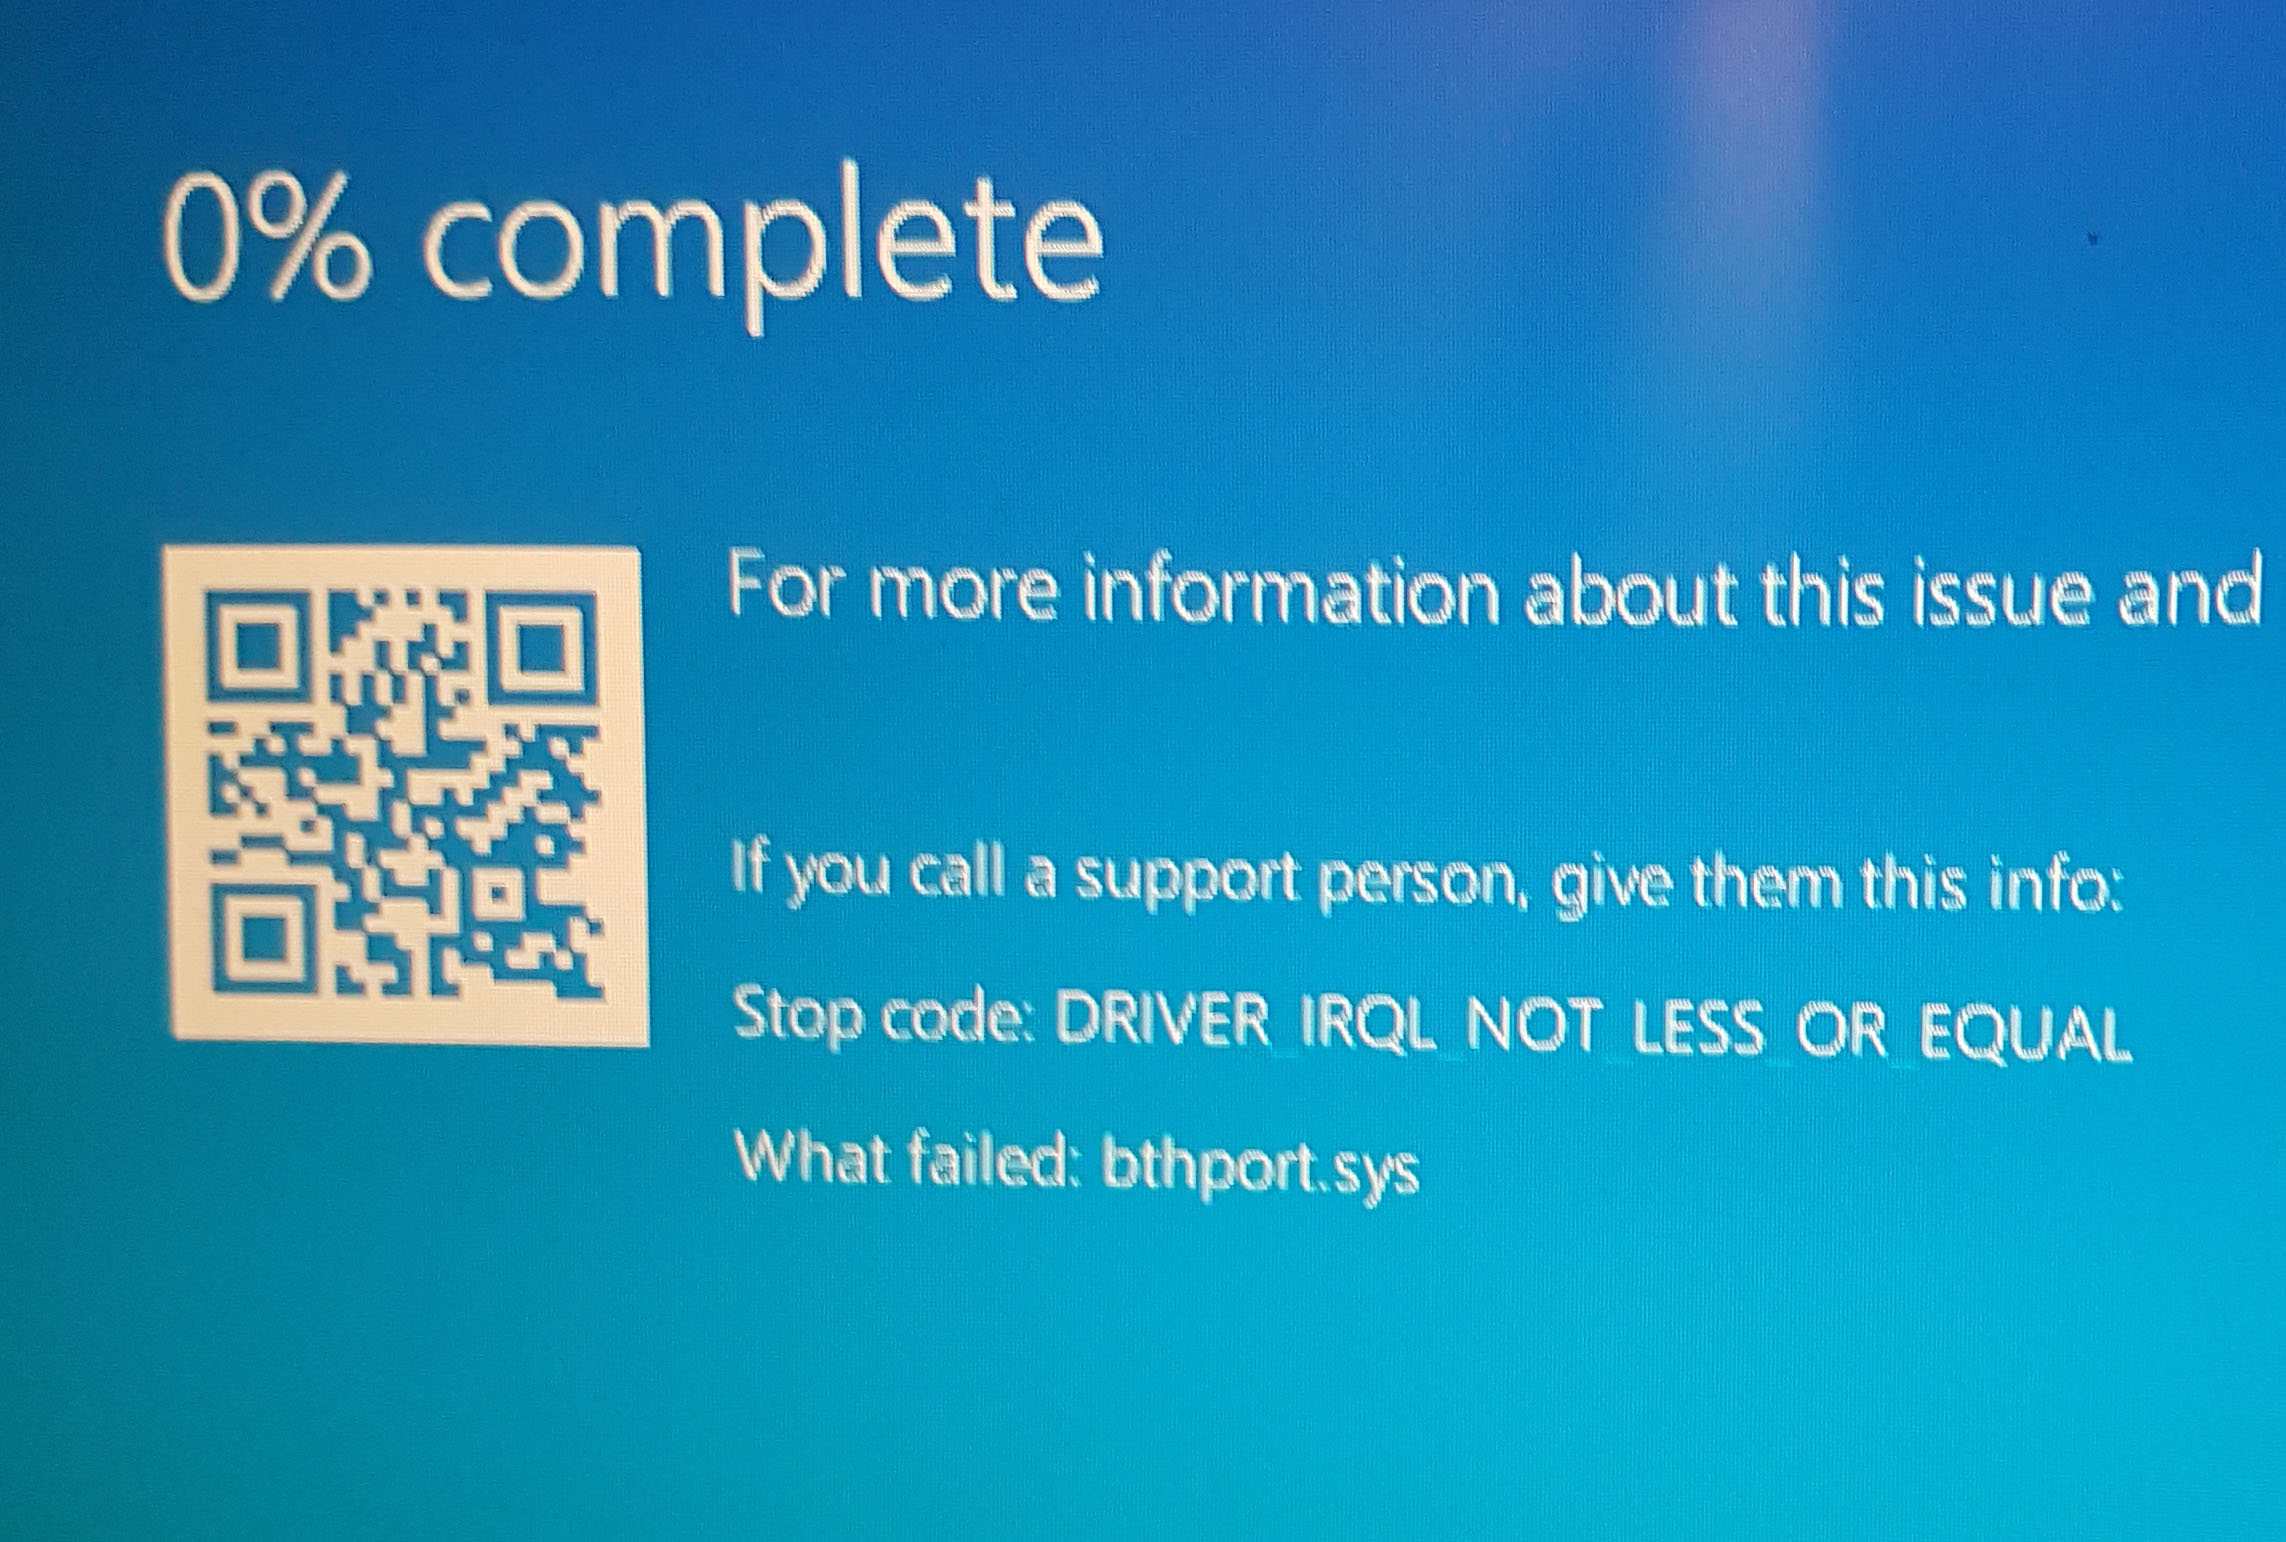 0% complete
For more information about this issue and
If you call a support person, give them this info:
Stop code: DRIVER_IRQL_NOT_LESS_OR_EQUAL
What failed: bthport.sys